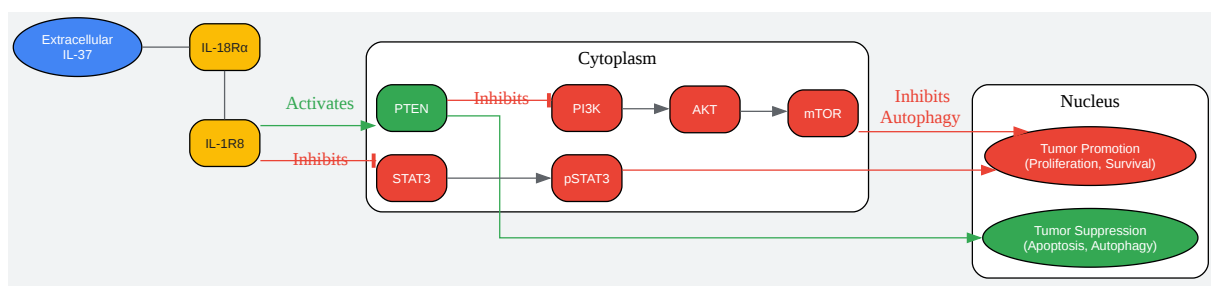 Extracellular
IL-37
IL-18Rα
IL-1R8
Activates
Inhibits
Cytoplasm
PTEN
Inhibits
PI3K
AKT
mTOR
STAT3
pSTAT3
Inhibits
Autophagy
Nucleus
Tumor Promotion
(Proliferation, Survival)
Tumor Suppression
(Apoptosis, Autophagy)